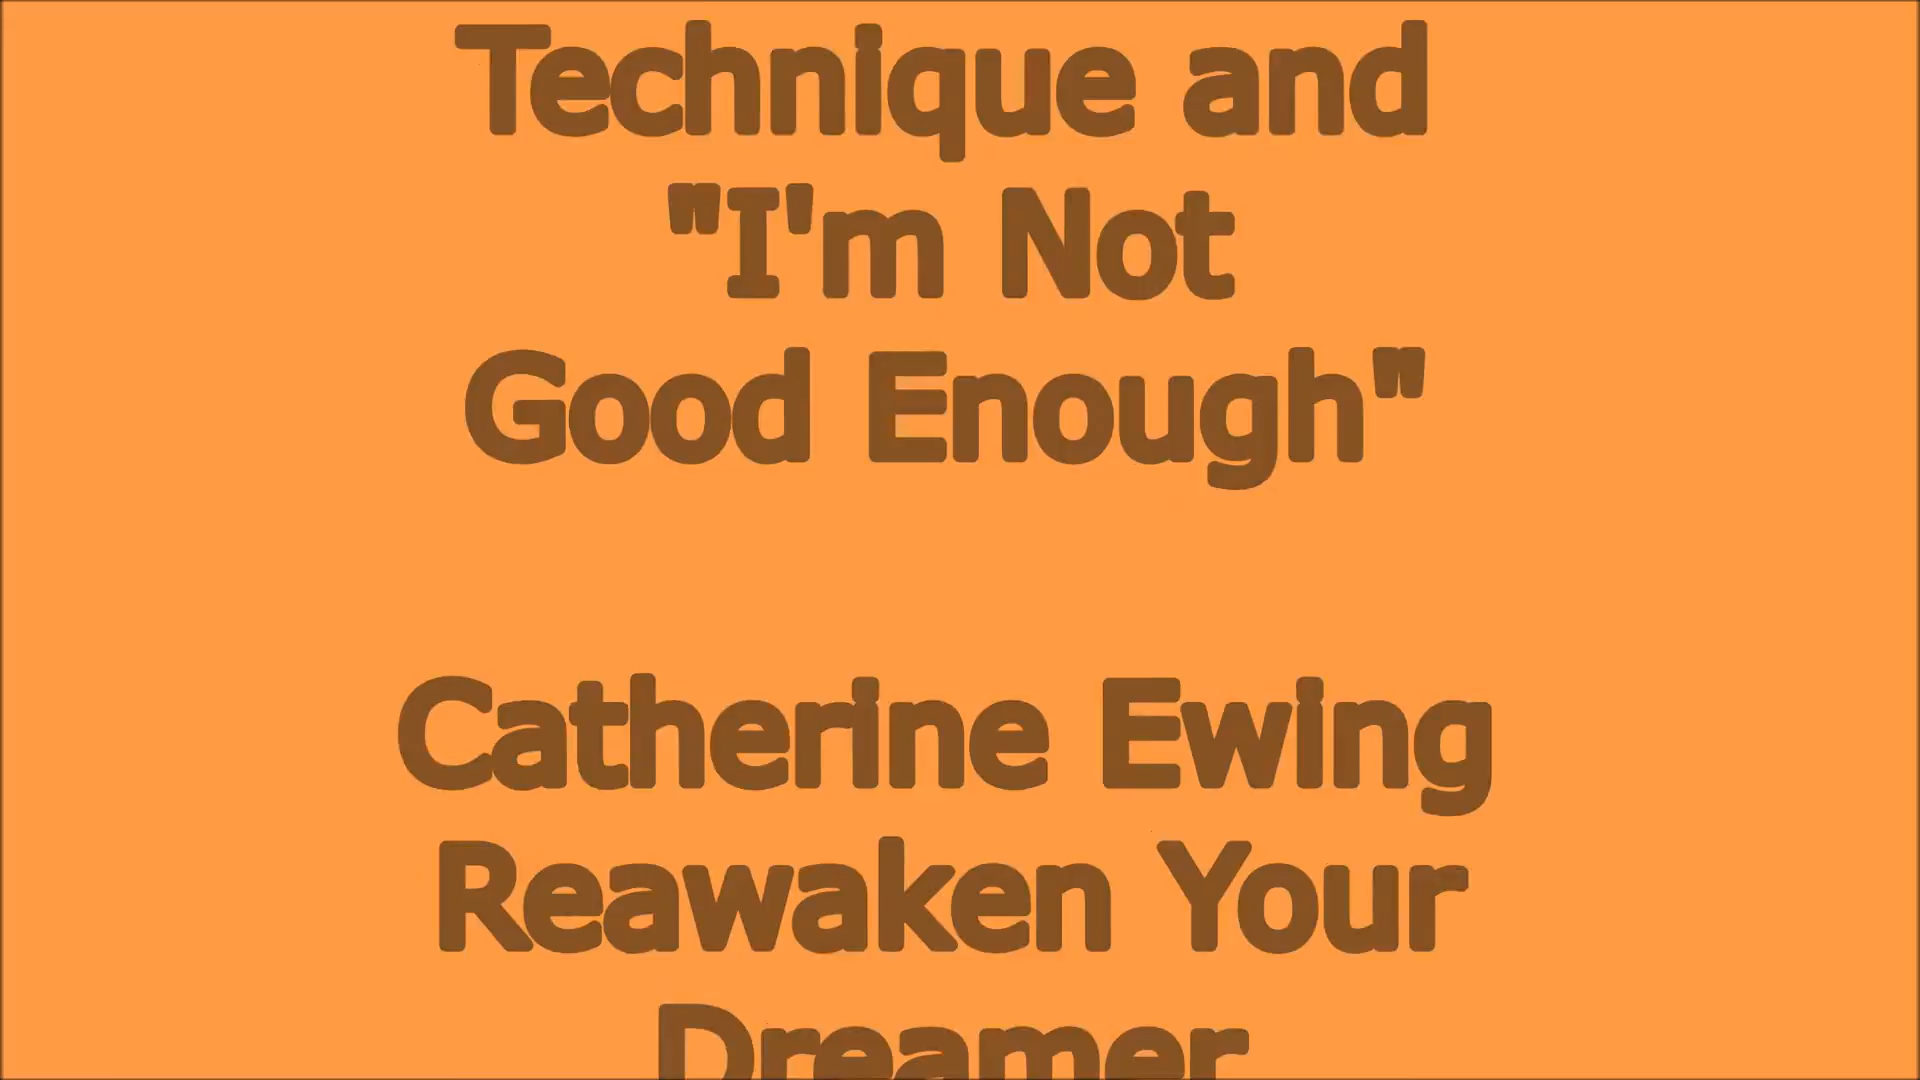 Technique and
"I'm Not
Good Enough"
Catherine Ewing
Reawaken Your
Dreamer